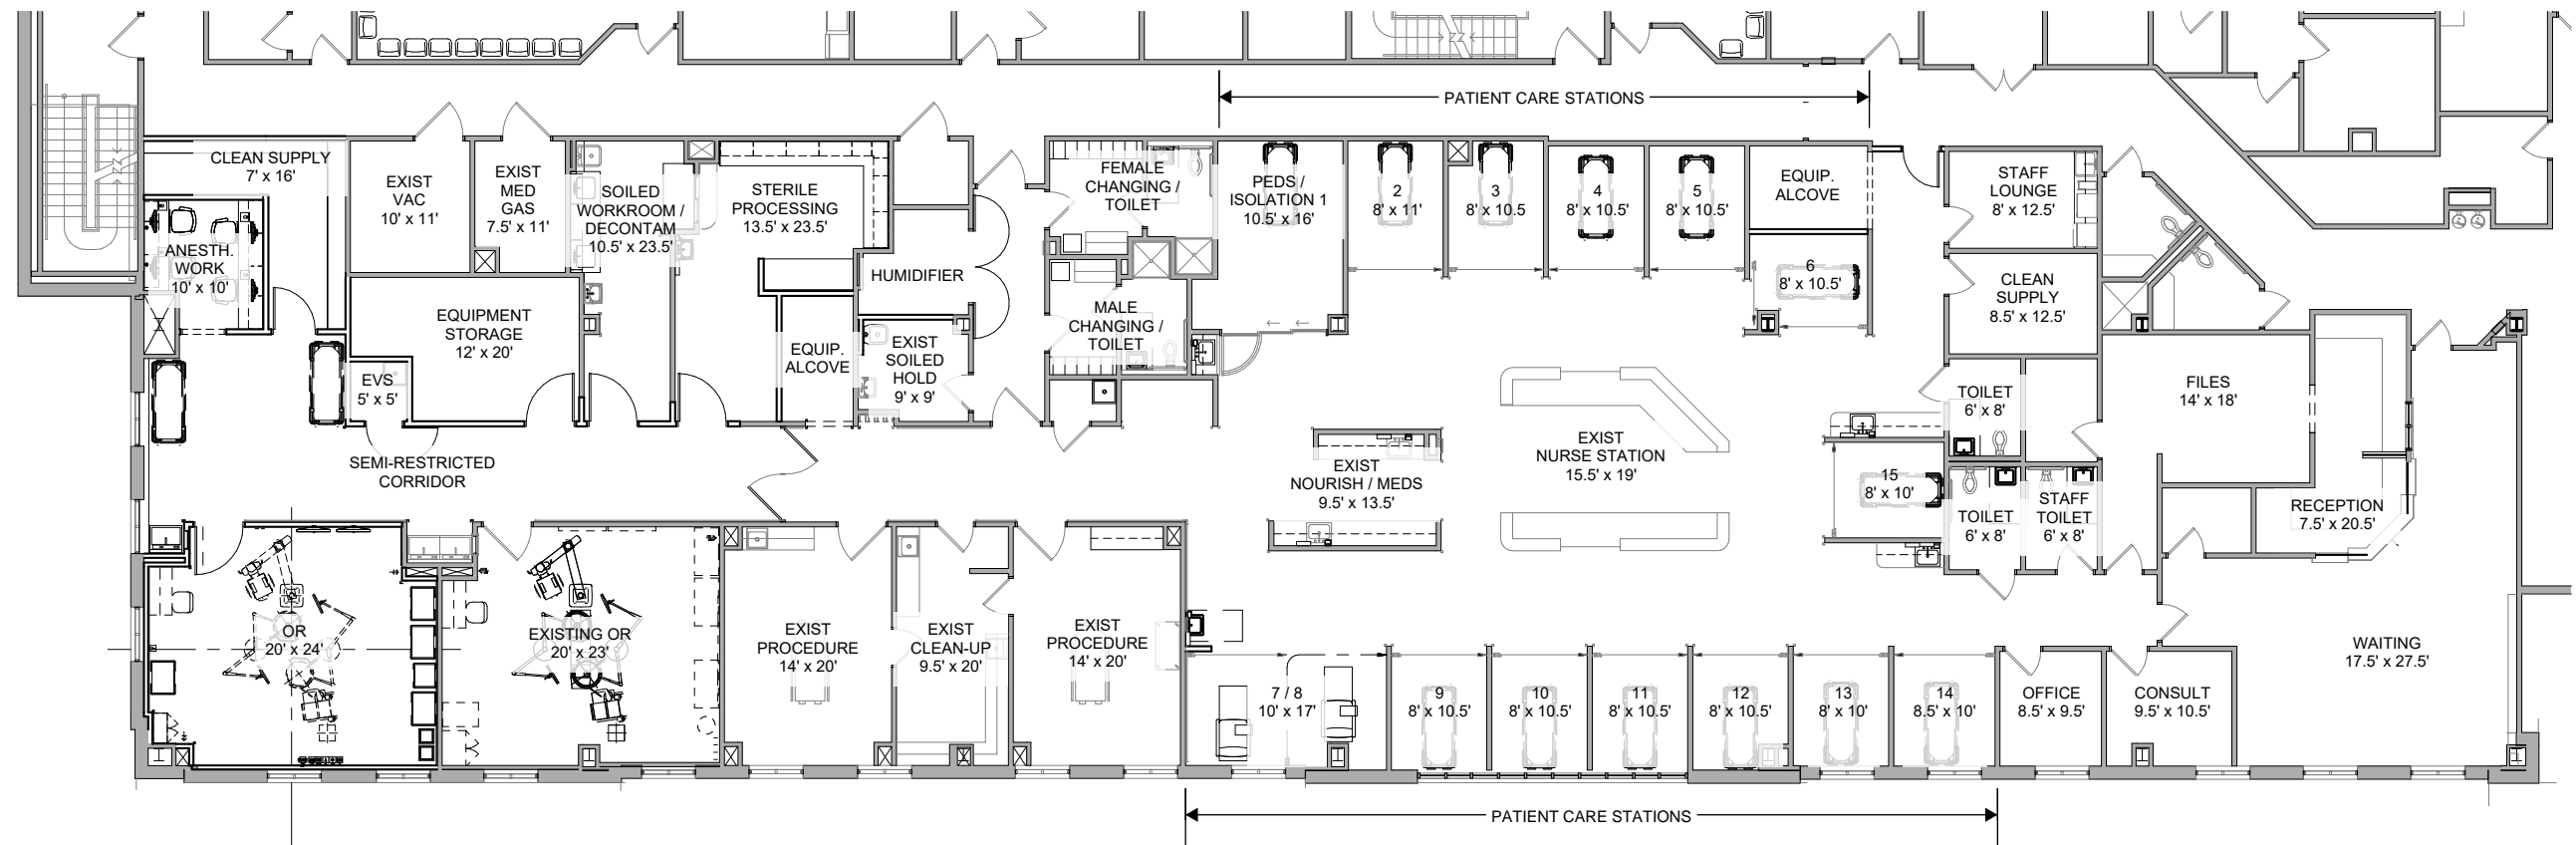 PATIENT CARE STATIONS
CLEAN SUPPLY
7' x 16'
EXIST
VAC
10' x 11'
EXIST
MED
GAS
7.5' x 11'
SOILED
WORKROOM /
DECONTAM
10.5' x 23.5'
STERILE
PROCESSING
13.5' x 23.5'
FEMALE
CHANGING /
TOILET
PEDS /
ISOLATION 1
10.5' x 16'
2
8' x 11'
3
8' x 10.5
4
8' x 10.5'
5
8' x 10.5'
EQUIP.
ALCOVE
STAFF
LOUNGE
8' x 12.5'
ANESTH.
WORK
10' x 10'
HUMIDIFIER
6
8' x 10.5'
CLEAN
SUPPLY
8.5' x 12.5'
EQUIPMENT
STORAGE
12' x 20'
MALE
CHANGING /
TOILET
EQUIP.
ALCOVE
EXIST
SOILED
HOLD
9' x 9'
EVS
5' x 5'
TOILET
6' x 8'
FILES
14' x 18'
SEMI-RESTRICTED
CORRIDOR
EXIST
NOURISH / MEDS
9.5' x 13.5'
EXIST
NURSE STATION
15.5' x 19'
15
8' x 10'
TOILET
6' x 8'
STAFF
TOILET
6' x 8'
RECEPTION
7.5' x 20.5'
OR
20' x 24'
EXISTING OR
20' x 23'
EXIST
PROCEDURE
14' x 20'
EXIST
CLEAN-UP
9.5' x 20'
EXIST
PROCEDURE
14' x 20'
WAITING
17.5' x 27.5'
7 / 8
10' x 17'
9
8' x 10.5'
10
8' x 10.5'
11
8' x 10.5'
12
8' x 10.5'
13
8' x 10'
14
8.5' x 10'
OFFICE
8.5' x 9.5'
CONSULT
9.5' x 10.5'
PATIENT CARE STATIONS